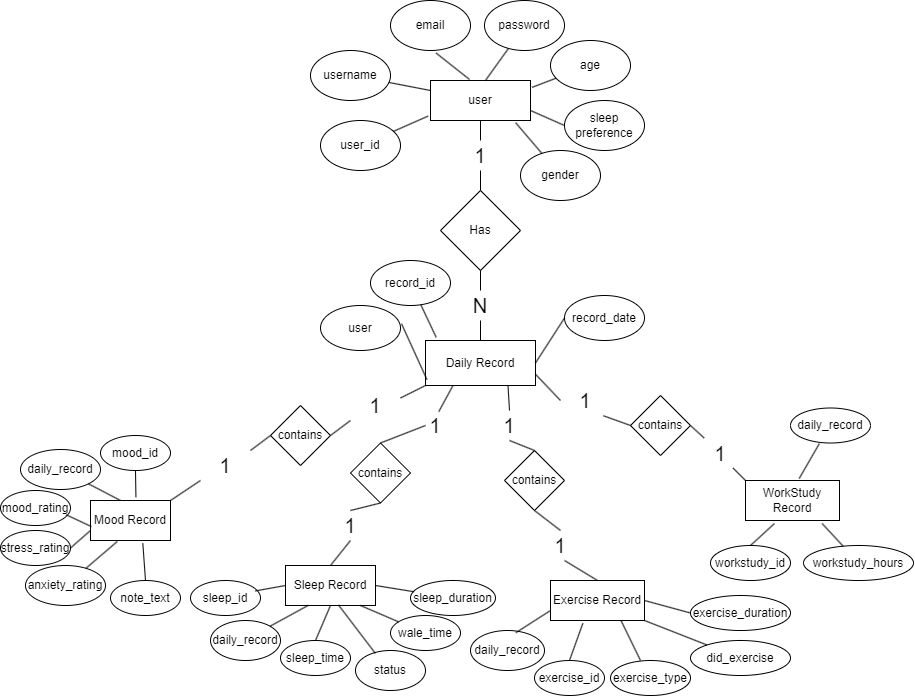 email
password
username
age
user
sleep
preference
user_id
1
gender
Has
record_id
N
user
record_date
Daily Record
1
1
1
1
contains
contains
daily_record
mood_id
daily_record
1
1
contains
contains
mood_rating
Mood Record
WorkStudy
Record
stress_rating
1
1
anxiety_rating
note_text
workstudy_id
workstudy_hours
Sleep Record
sleep_id
sleep_duration
Exercise Record
exercise_duration
daily_record
wale_time
daily_record
sleep_time
status
did_exercise
exercise_id
exercise_type